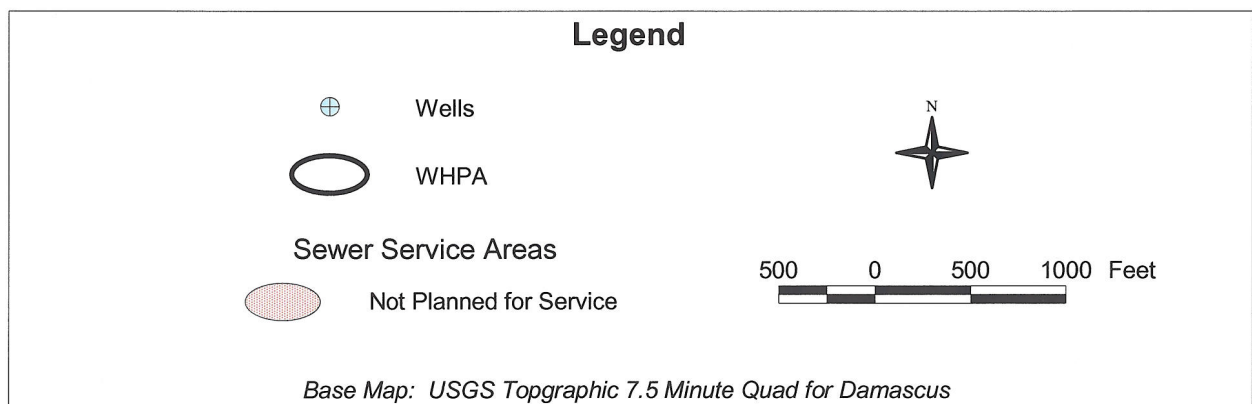 Legend
Wells
N
WHPA
Sewer Service Areas
500 0 500 1000 Feet
Not Planned for Service
Base Map: USGS Topgraphic 7.5 Minute Quad for Damascus